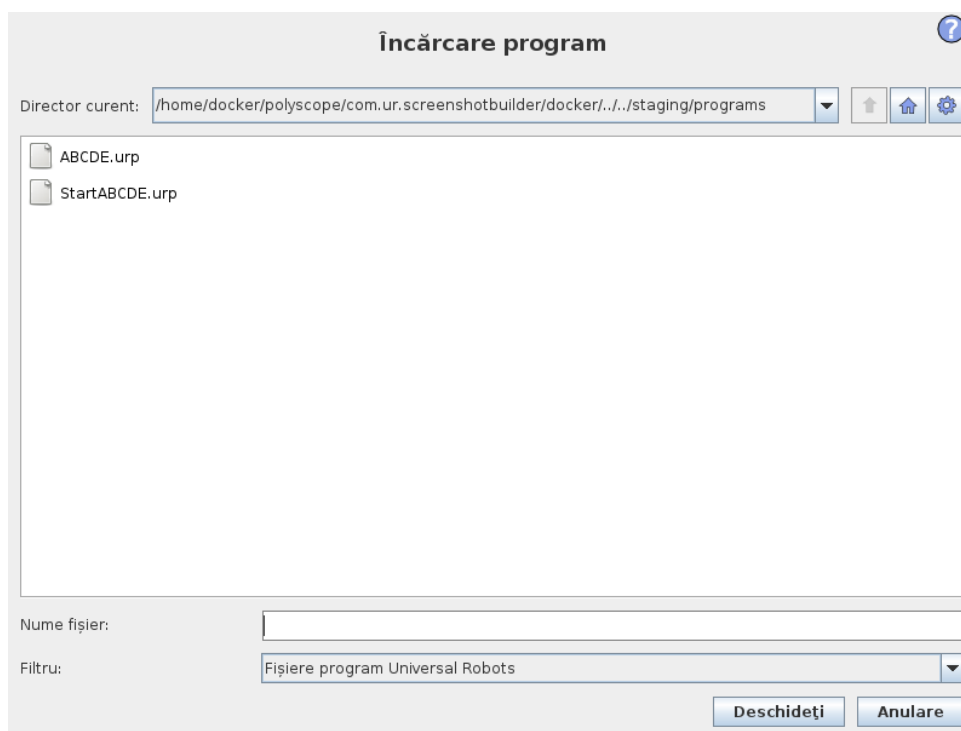 Încărcare program
?
Director curent: /home/docker/polyscope/com.ur.screenshotbuilder/docker/../../staging/programs
ABCDE.urp
StartABCDE.urp
Nume fișier:
Filtru: Fișiere program Universal Robots
Deschideți Anulare